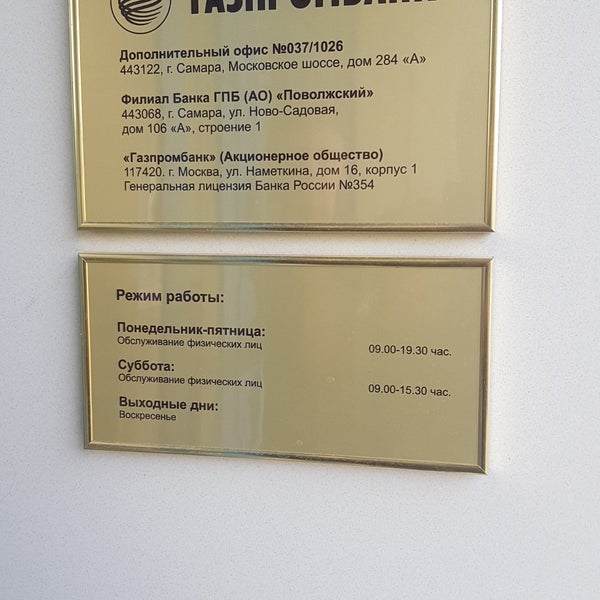 ГАЗПРОМБАНК
Дополнительный офис №037/1026
443122, г. Самара, Московское шоссе, дом 284 «А»
Филиал Банка ГПБ (АО) «Поволжский»
443068, г. Самара, ул. Ново-Садовая,
дом 106 «А», строение 1
«Газпромбанк» (Акционерное общество)
117420. г. Москва, ул. Наметкина, дом 16, корпус 1
Генеральная лицензия Банка России №354
Режим работы:
Понедельник-пятница:
Обслуживание физических лиц 09.00-19.30 час.
Суббота:
Обслуживание физических лиц 09.00-15.30 час.
Выходные дни:
Воскресенье